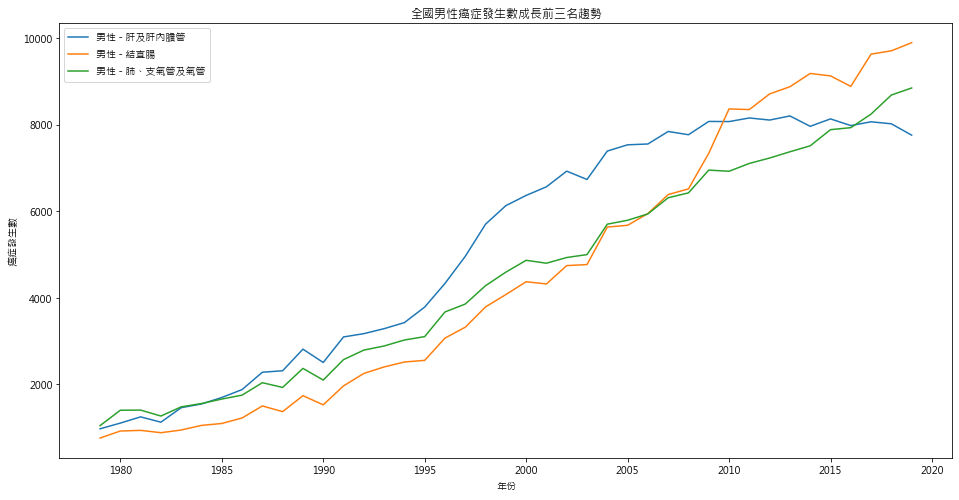 全國男性癌症發生數成長前三名趨勢
男性 - 肝及肝內膽管
男性 - 結直腸
男性 - 肺、支氣管及氣管
癌症發生數
10000
8000
6000
4000
2000
1980 1985 1990 1995 2000 2005 2010 2015 2020
年份